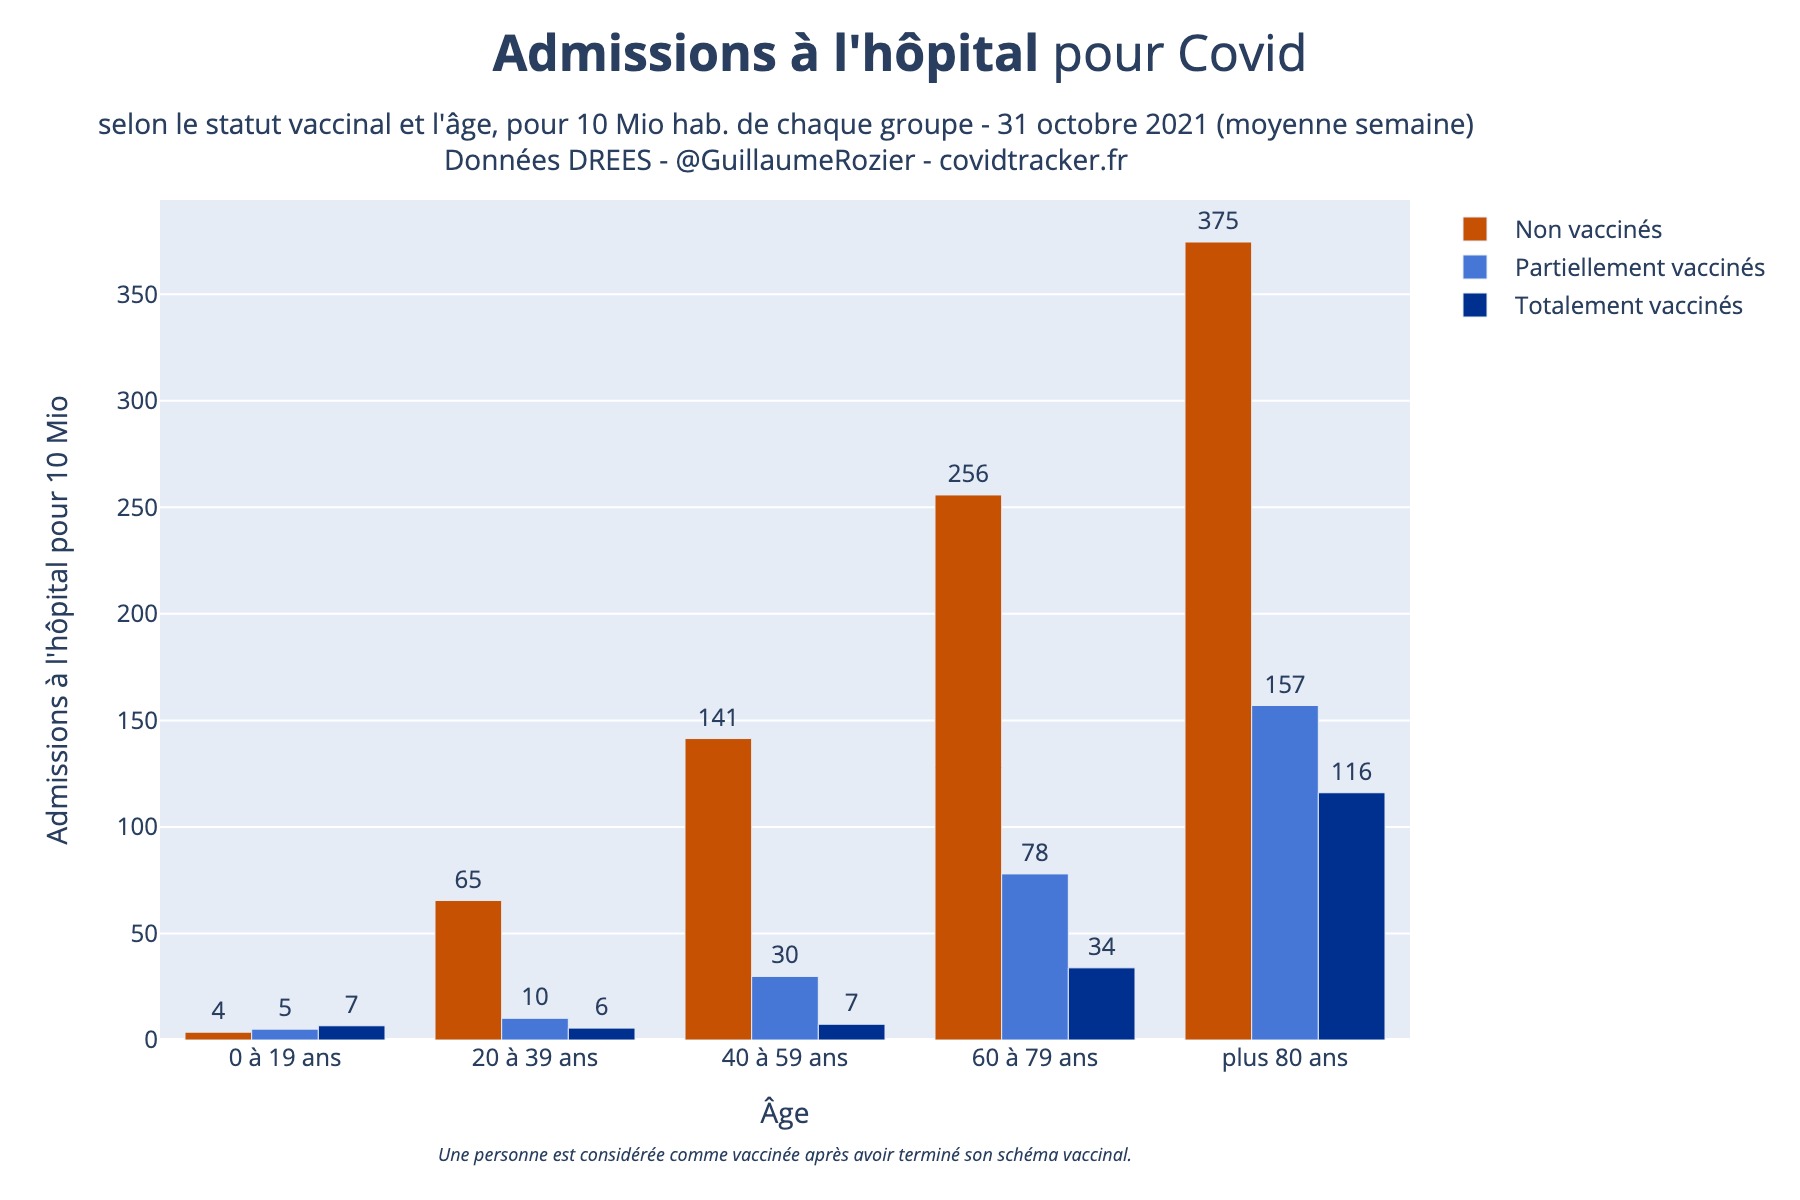 Admissions à l'hôpital pour Covid
selon le statut vaccinal et l'âge, pour 10 Mio hab. de chaque groupe - 31 octobre 2021 (moyenne semaine)
Données DREES - @GuillaumeRozier - covidtracker.fr
Non vaccinés
Partiellement vaccinés
Totalement vaccinés
Admissions à l'hôpital pour 10 Mio
350
300
250
200
150
100
50
0
4
5
7
65
10
6
141
30
7
256
78
34
375
157
116
0 à 19 ans
20 à 39 ans
40 à 59 ans
60 à 79 ans
plus 80 ans
Âge
Une personne est considérée comme vaccinée après avoir terminé son schéma vaccinal.